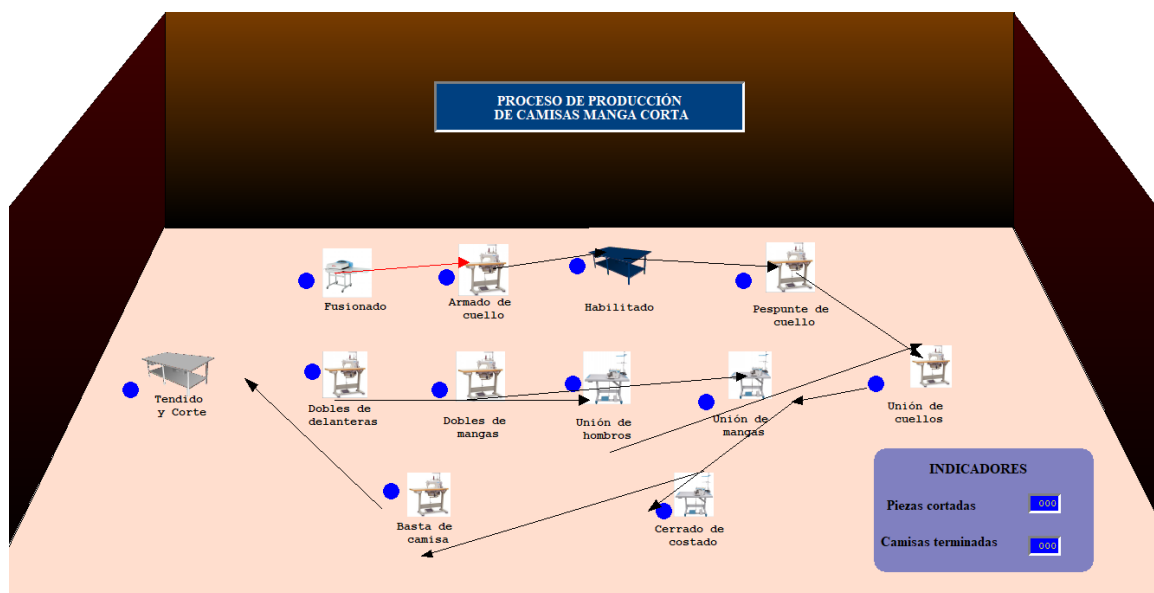 PROCESO DE PRODUCCIÓN
DE CAMISAS MANGA CORTA
Fusionado
Armado de
cuello
Habilitado
Pespunte de
cuello
Tendido
y Corte
Dobles de
delanteras
Dobles de
mangas
Unión de
hombros
Unión de
mangas
Unión de
cuellos
Basta de
camisa
Cerrado de
costado
INDICADORES
Piezas cortadas
000
Camisas terminadas
000